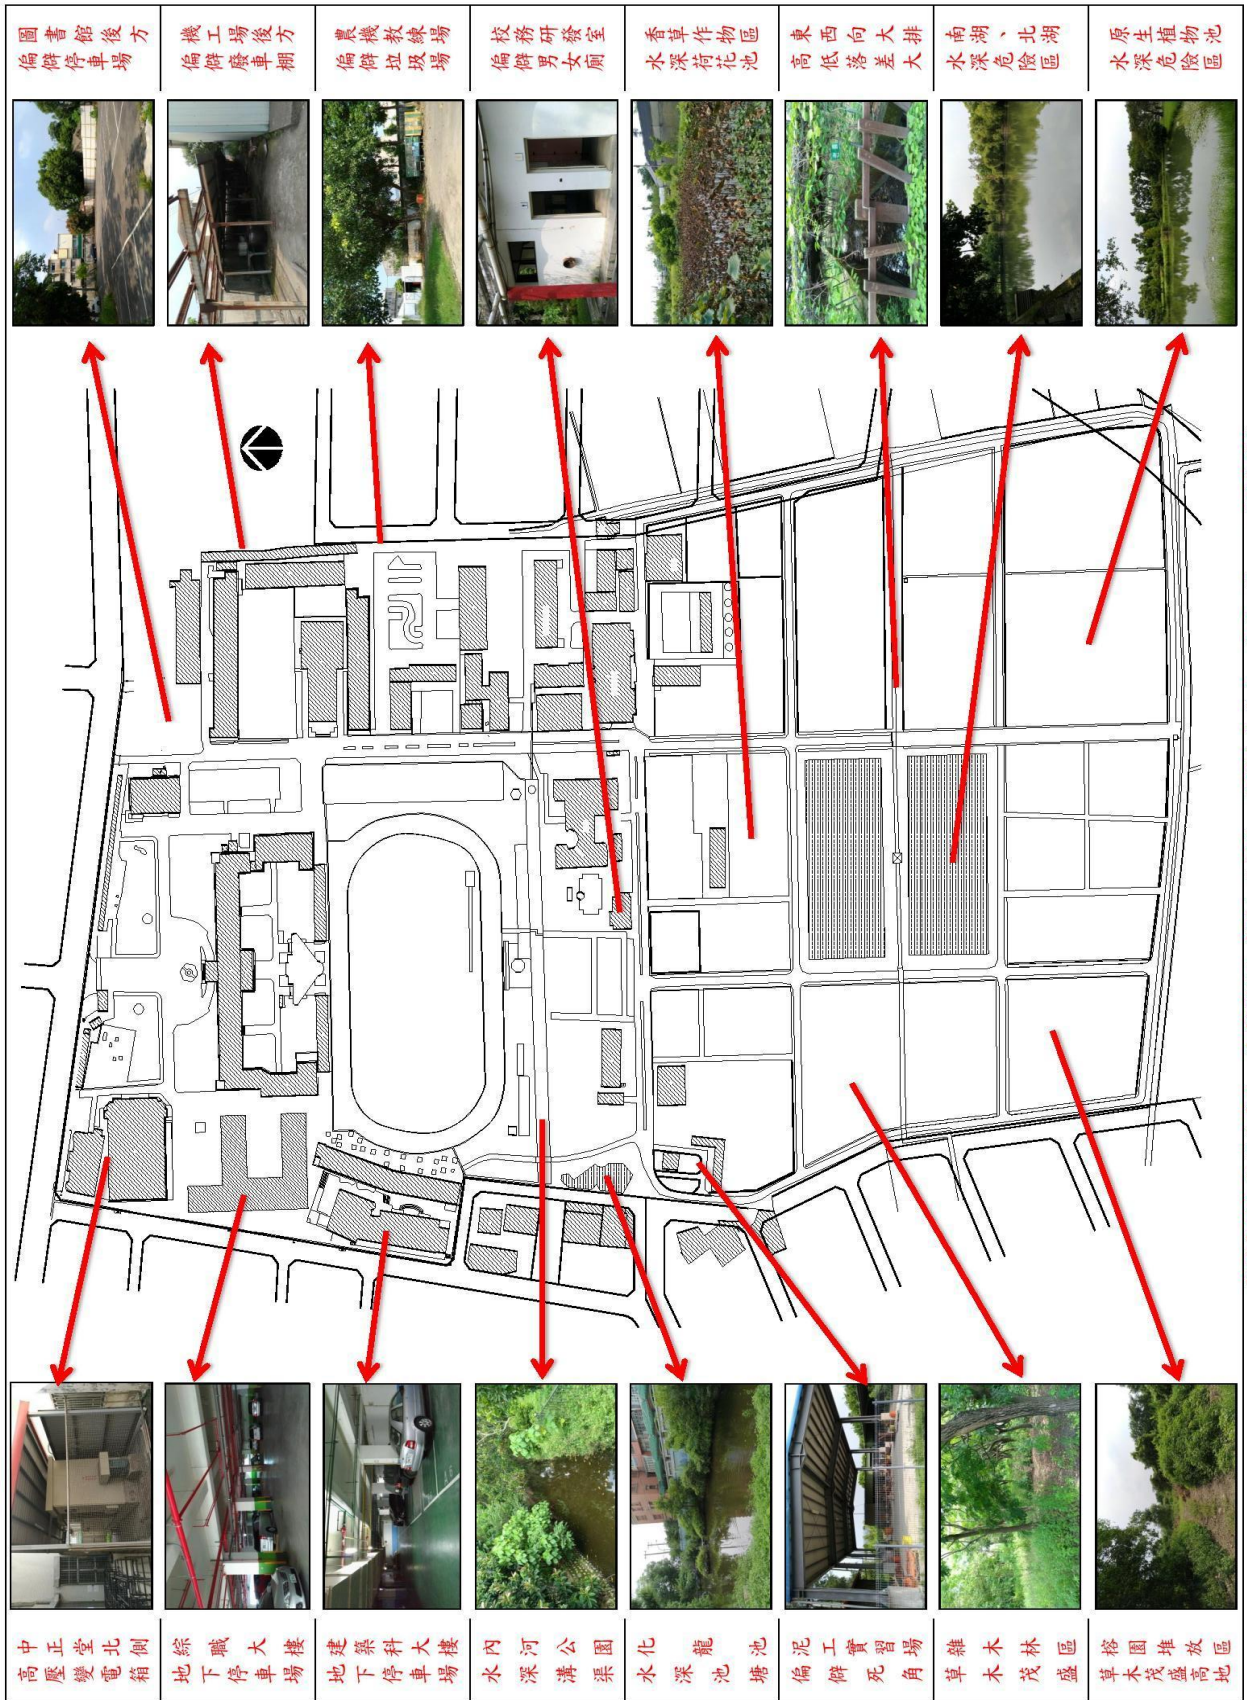 圖書館後方
偏僻停車場
機工場後方
偏僻廢車棚
農機教練場
偏僻垃圾場
校務研發室
偏僻男女廁
香草作物區
水深荷花池
東西向大排
高低落差大
南湖、北湖
水深危險區
原生植物池
水深危險區
中正堂北側
高壓變電箱
綜職大樓
地下停車場
建築科大樓
地下停車場
內河公園
水深溝渠
化龍池
水深池塘
泥工實習場
偏僻死角
雜木林區
草木茂盛
榕園堆放區
草木茂盛高地